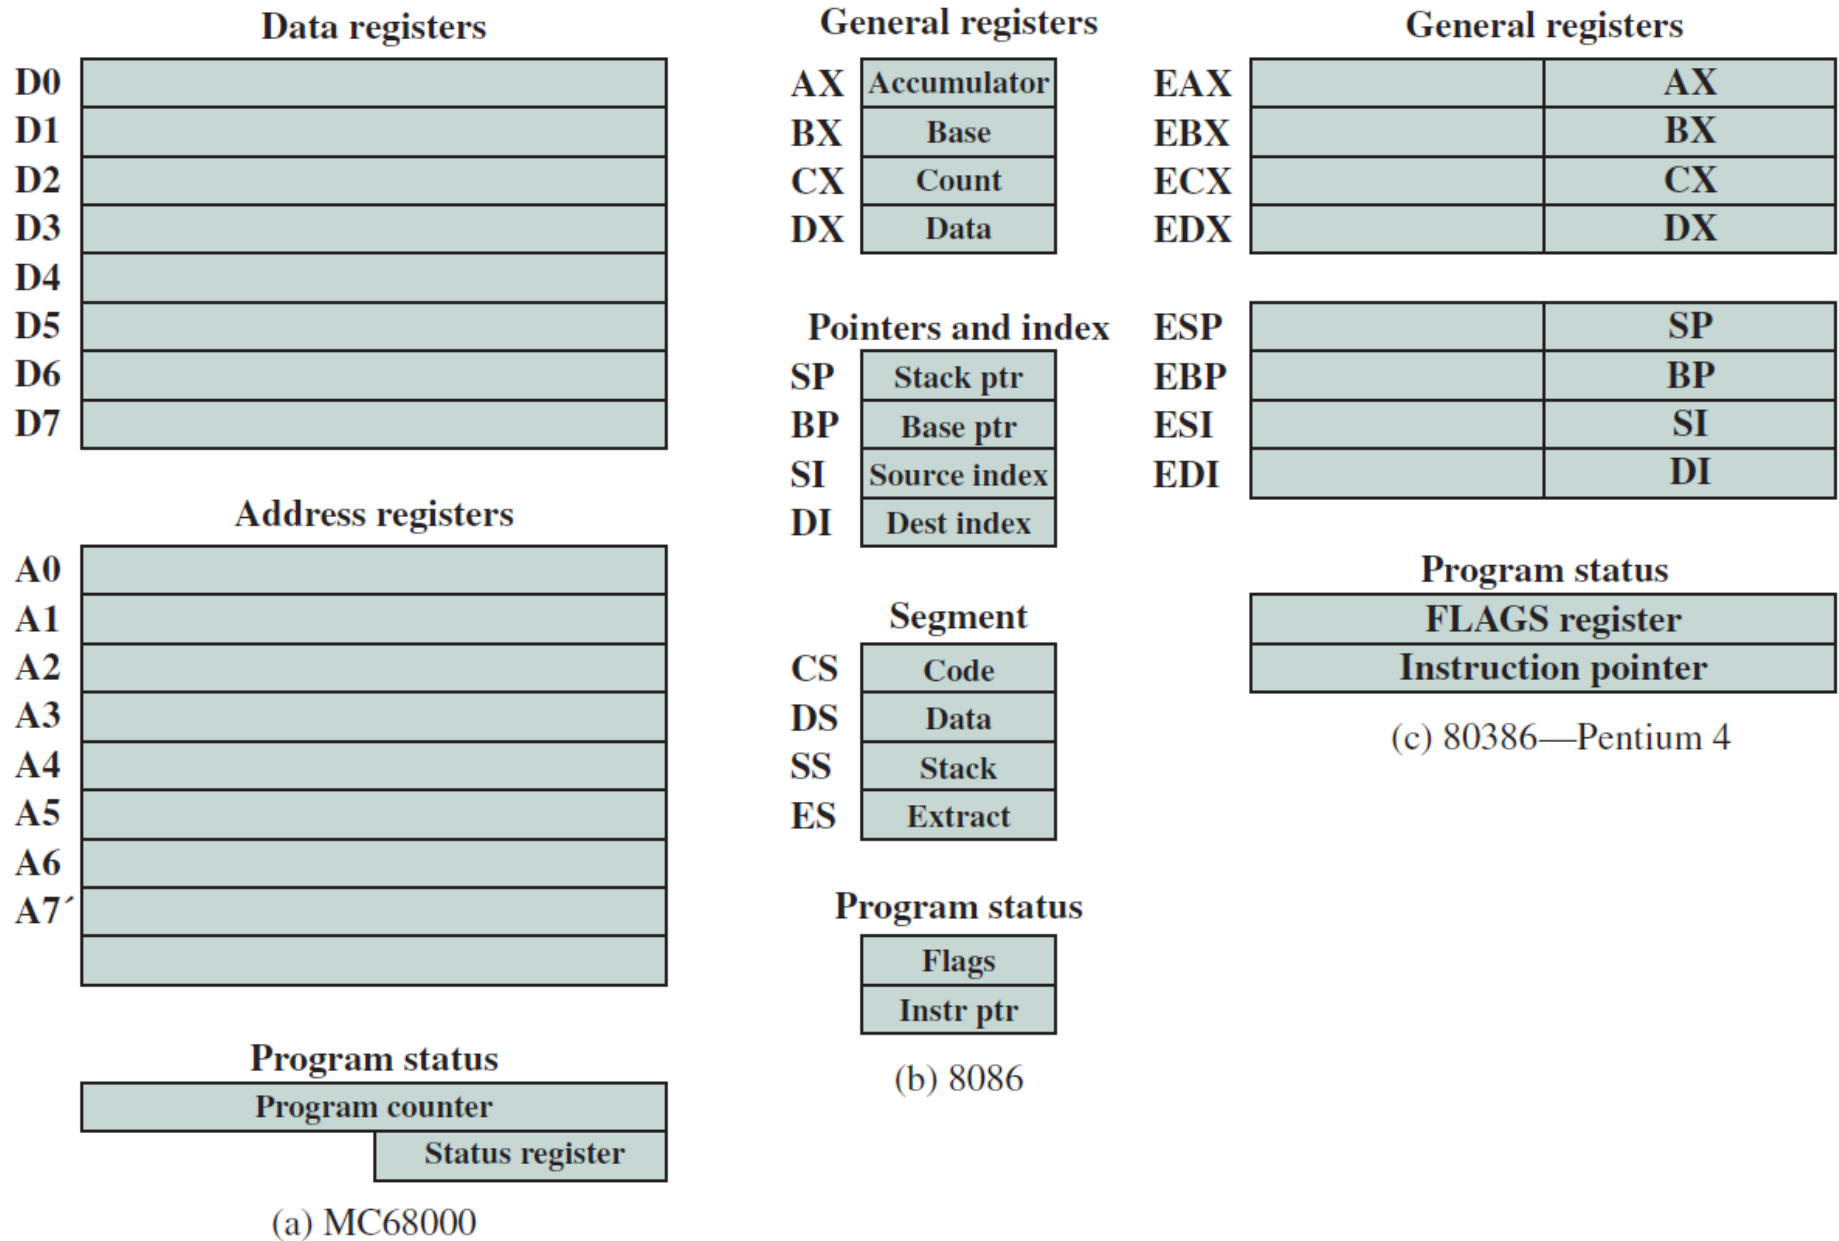 Data registers
D0
D1
D2
D3
D4
D5
D6
D7
Address registers
A0
A1
A2
A3
A4
A5
A6
A7´
Program status
Program counter
Status register
(a) MC68000
General registers
AX Accumulator
BX Base
CX Count
DX Data
Pointers and index
SP Stack ptr
BP Base ptr
SI Source index
DI Dest index
Segment
CS Code
DS Data
SS Stack
ES Extract
Program status
Flags
Instr ptr
(b) 8086
General registers
EAX AX
EBX BX
ECX CX
EDX DX
ESP SP
EBP BP
ESI SI
EDI DI
Program status
FLAGS register
Instruction pointer
(c) 80386—Pentium 4